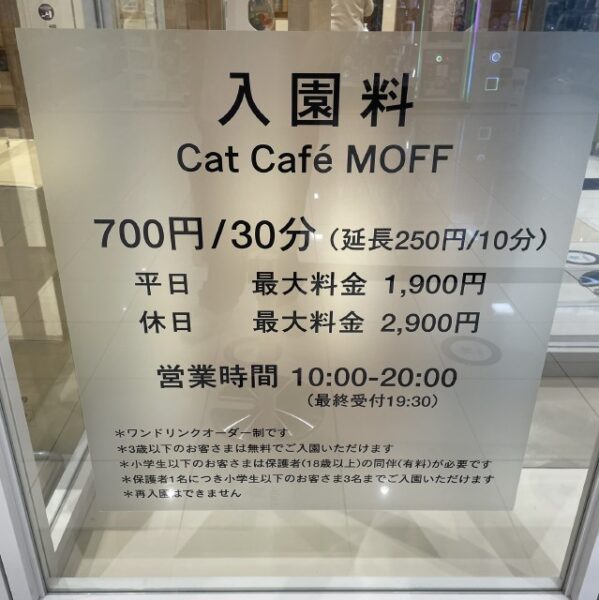 入園料
Cat Café MOFF
700円/30分(延長250円/10分)
平日 最大料金 1,900円
休日 最大料金 2,900円
営業時間 10:00-20:00
(最終受付19:30)
*ワンドリンクオーダー制です
*3歳以下のお客さまは無料でご入園いただけます
*小学生以下のお客さまは保護者(18歳以上)の同伴(有料)が必要です
*保護者1名につき小学生以下のお客さま3名までご入園いただけます
*再入園はできません